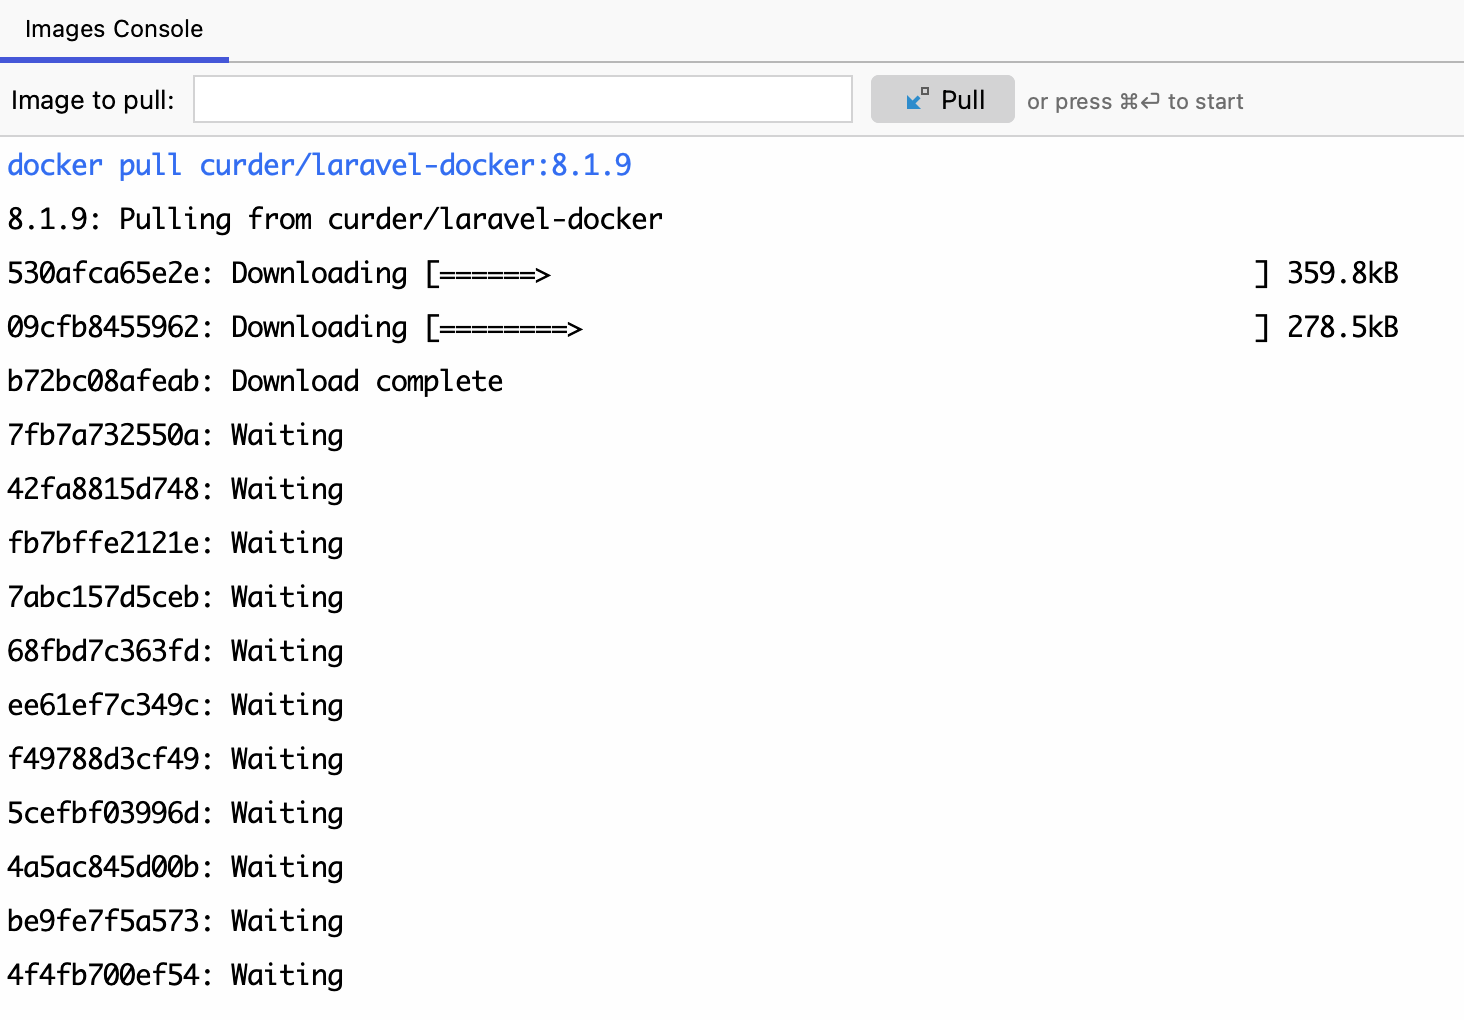 Images Console
Image to pull: Pull or press ⌘⏎ to start
docker pull curder/laravel-docker:8.1.9
8.1.9: Pulling from curder/laravel-docker
530afca65e2e: Downloading [======>                                            ] 359.8kB
09cfb8455962: Downloading [========>                                          ] 278.5kB
b72bc08afeab: Download complete
7fb7a732550a: Waiting
42fa8815d748: Waiting
fb7bffe2121e: Waiting
7abc157d5ceb: Waiting
68fbd7c363fd: Waiting
ee61ef7c349c: Waiting
f49788d3cf49: Waiting
5cefbf03996d: Waiting
4a5ac845d00b: Waiting
be9fe7f5a573: Waiting
4f4fb700ef54: Waiting